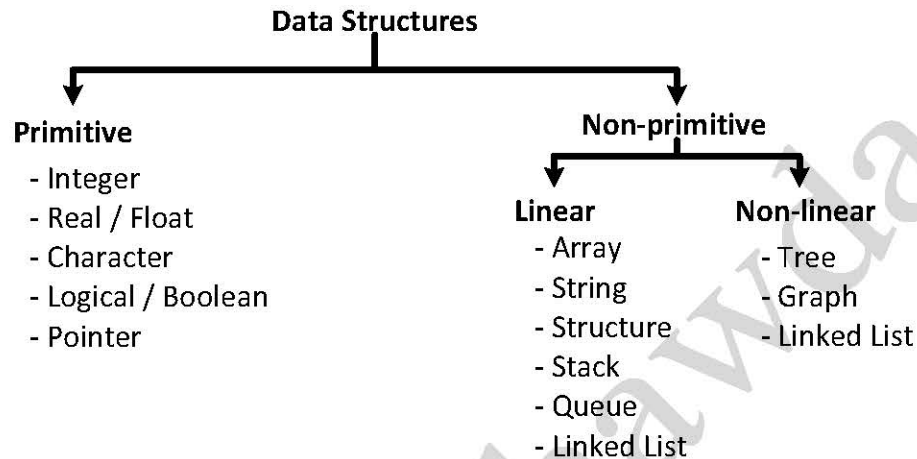 Data Structures
Primitive
- Integer
- Real / Float
- Character
- Logical / Boolean
- Pointer
Non-primitive
Linear
- Array
- String
- Structure
- Stack
- Queue
- Linked List
Non-linear
- Tree
- Graph
- Linked List